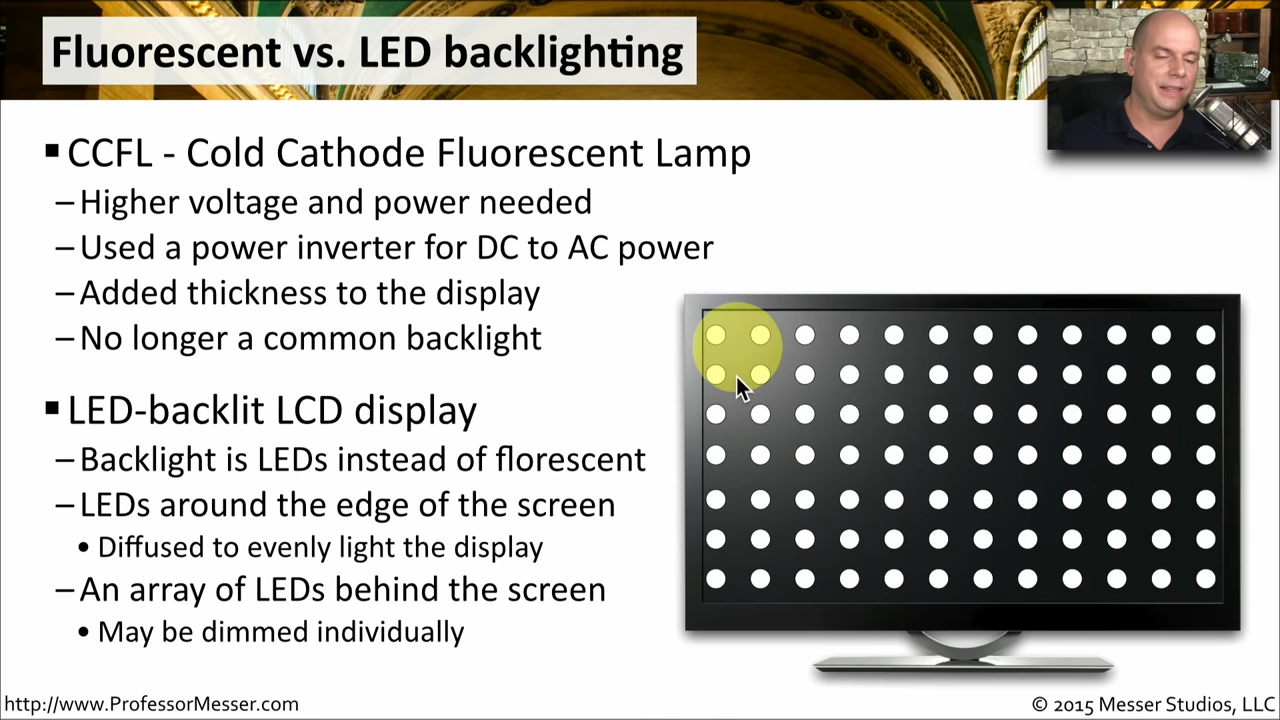 Fluorescent vs. LED backlighting
▪ CCFL - Cold Cathode Fluorescent Lamp
– Higher voltage and power needed
– Used a power inverter for DC to AC power
– Added thickness to the display
– No longer a common backlight
▪ LED-backlit LCD display
– Backlight is LEDs instead of florescent
– LEDs around the edge of the screen
• Diffused to evenly light the display
– An array of LEDs behind the screen
• May be dimmed individually
http://www.ProfessorMesser.com
© 2015 Messer Studios, LLC